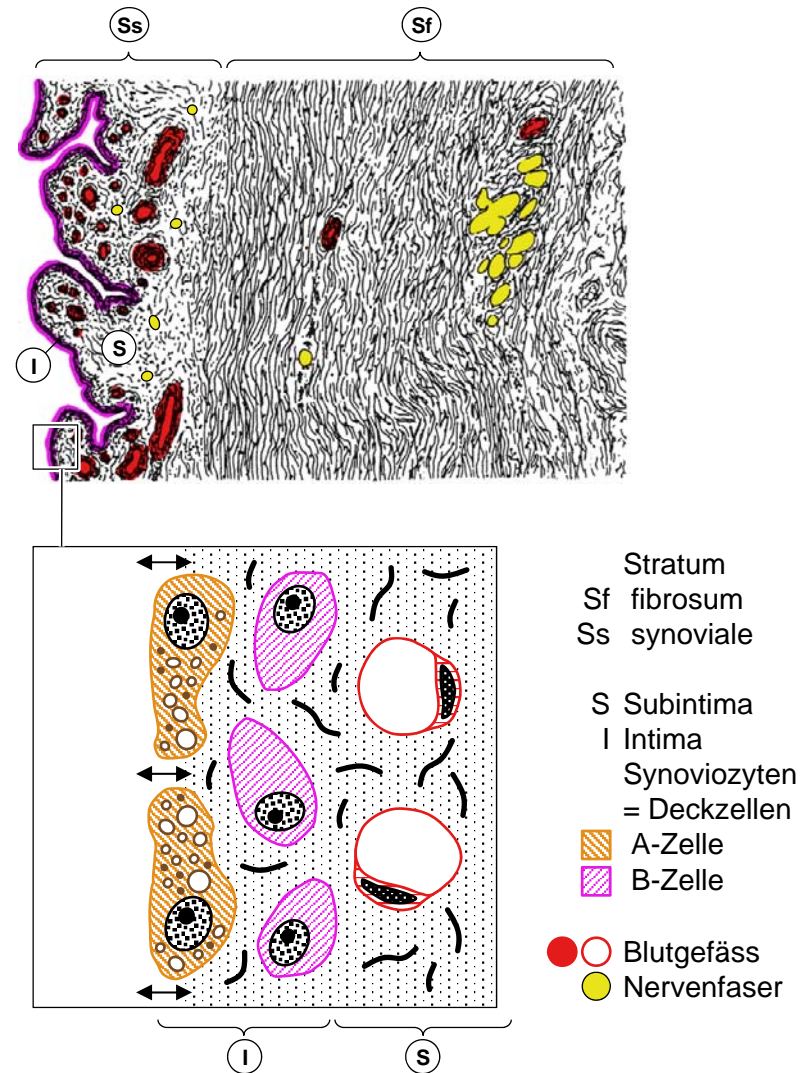 Ss Sf
S
I
Stratum
Sf fibrosum
Ss synoviale
S Subintima
I Intima
Synoviozyten
= Deckzellen
A-Zelle
B-Zelle
Blutgefäss
Nervenfaser
I S